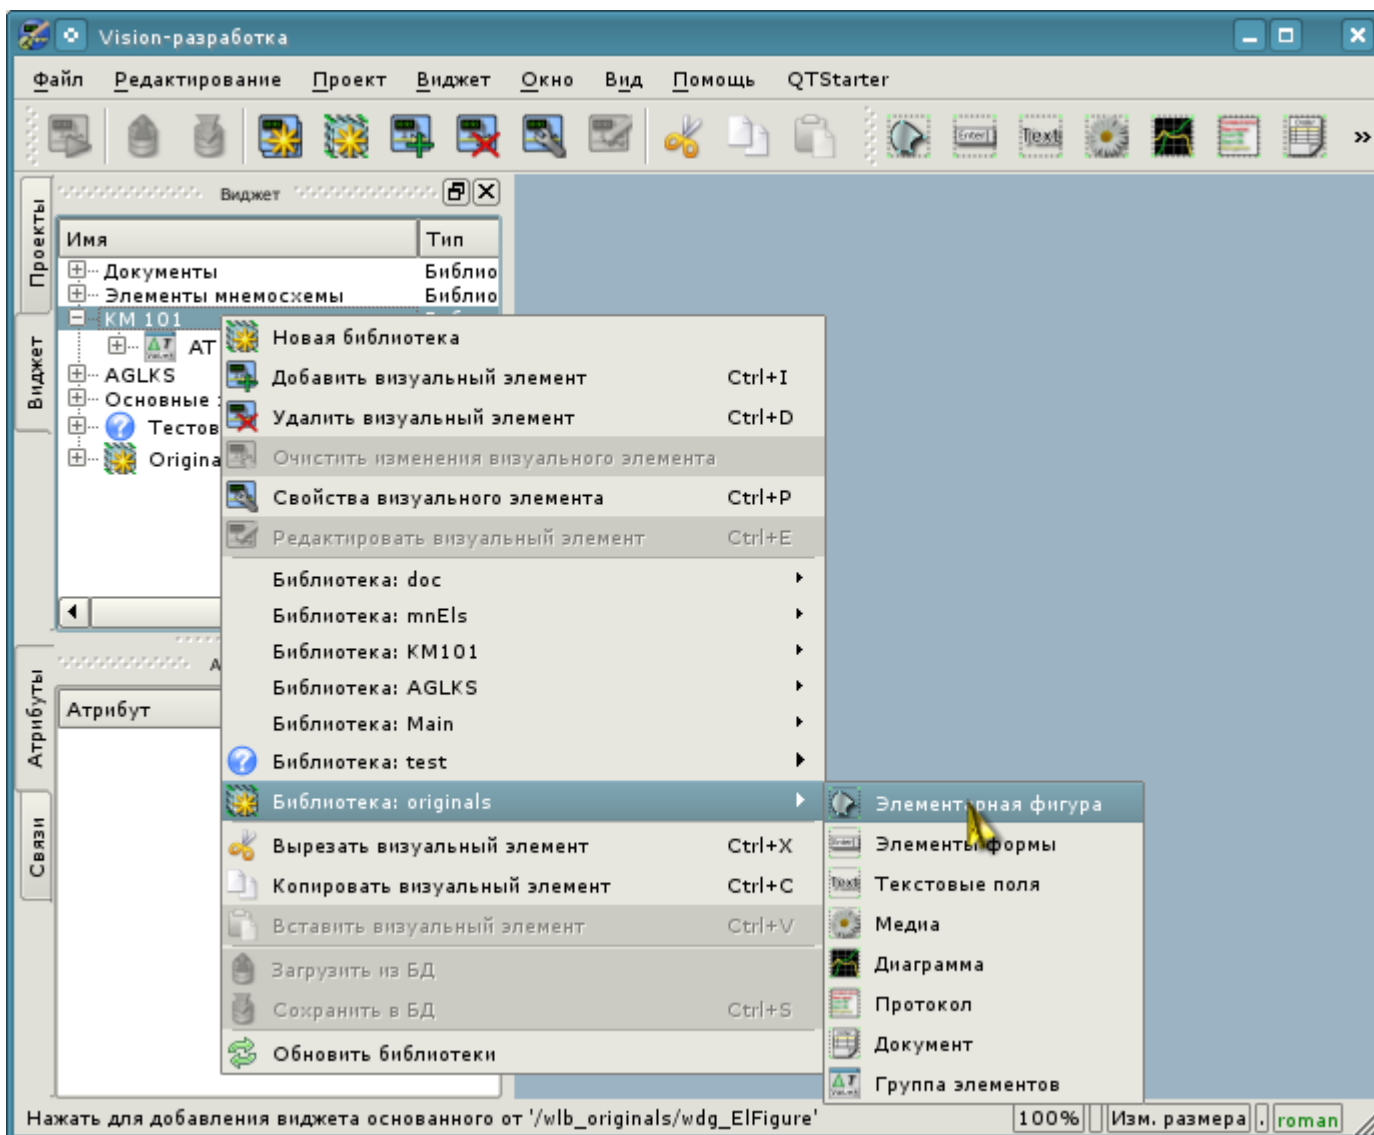 Vision-разработка
Файл Редактирование Проект Виджет Окно Вид Помощь QTStarter
Enter Text »
Проекты
Виджет
Виджет
Имя Тип
Документы Библио
Элементы мнемосхемы Библио
КМ 101
АТ
AGLKS
Основные
Тестов
Origina
Новая библиотека
Добавить визуальный элемент Ctrl+I
Удалить визуальный элемент Ctrl+D
Очистить изменения визуального элемента
Свойства визуального элемента Ctrl+P
Редактировать визуальный элемент Ctrl+E
Библиотека: doc
Библиотека: mnEls
Библиотека: KM101
Библиотека: AGLKS
Библиотека: Main
Библиотека: test
Библиотека: originals
Вырезать визуальный элемент Ctrl+X
Копировать визуальный элемент Ctrl+C
Вставить визуальный элемент Ctrl+V
Загрузить из БД
Сохранить в БД Ctrl+S
Обновить библиотеки
Атрибуты
Связи
А
Атрибут
Элементарная фигура
Элементы формы
Текстовые поля
Медиа
Диаграмма
Протокол
Документ
Группа элементов
Нажать для добавления виджета основанного от '/wlb_originals/wdg_ElFigure' 100% Изм. размера . roman